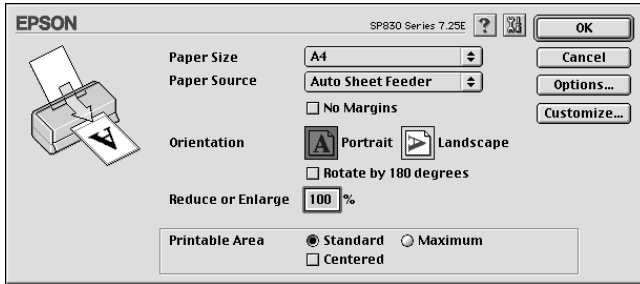 EPSON SP830 Series 7.25E ? OK
Paper Size A4 Cancel
Paper Source Auto Sheet Feeder Options...
No Margins Customize...
Orientation A Portrait A Landscape
Rotate by 180 degrees
Reduce or Enlarge 100 %
Printable Area Standard Maximum
Centered
A